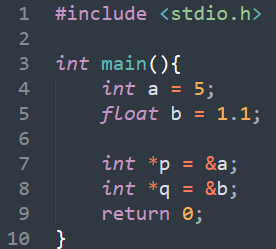 1 #include <stdio.h>
2
3 int main(){
4     int a = 5;
5     float b = 1.1;
6
7     int *p = &a;
8     int *q = &b;
9     return 0;
10 }